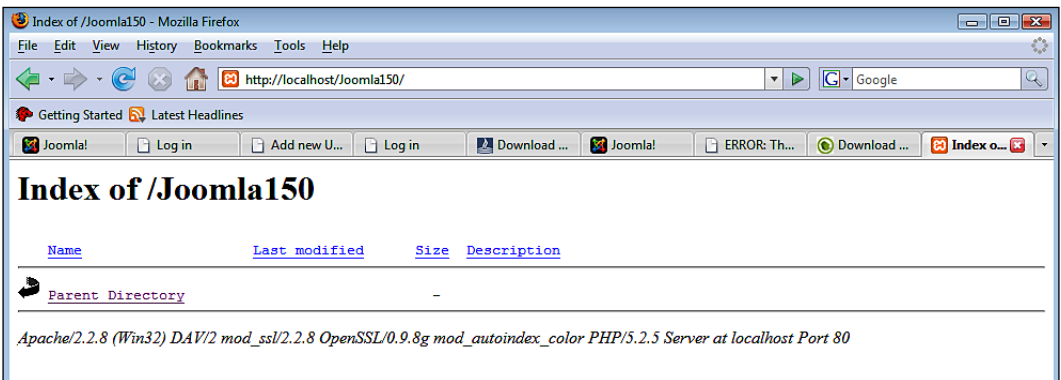 Index of /Joomla150 - Mozilla Firefox
File Edit View History Bookmarks Tools Help
http://localhost/Joomla150/ G Google
Getting Started Latest Headlines
Joomla! Log in Add new U... Log in Download ... Joomla! ERROR: Th... Download ... Index o...
Index of /Joomla150
Name Last modified Size Description
Parent Directory -
Apache/2.2.8 (Win32) DAV/2 mod_ssl/2.2.8 OpenSSL/0.9.8g mod_autoindex_color PHP/5.2.5 Server at localhost Port 80